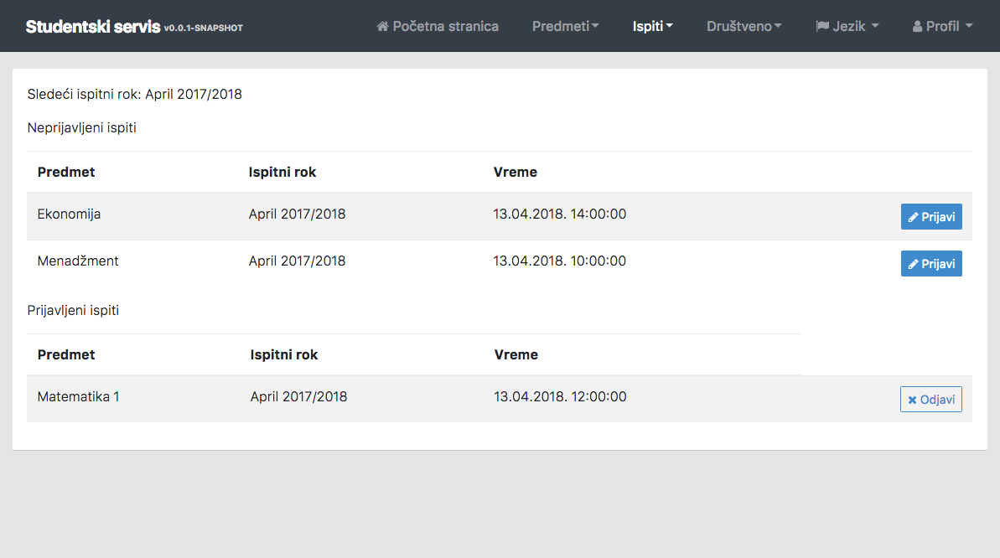 Studentski servis v0.0.1-SNAPSHOT Početna stranica Predmeti Ispiti Društveno Jezik Profil
Sledeći ispitni rok: April 2017/2018
Neprijavljeni ispiti
Predmet Ispitni rok Vreme
Ekonomija April 2017/2018 13.04.2018. 14:00:00 Prijavi
Menadžment April 2017/2018 13.04.2018. 10:00:00 Prijavi
Prijavljeni ispiti
Predmet Ispitni rok Vreme
Matematika 1 April 2017/2018 13.04.2018. 12:00:00 Odjavi